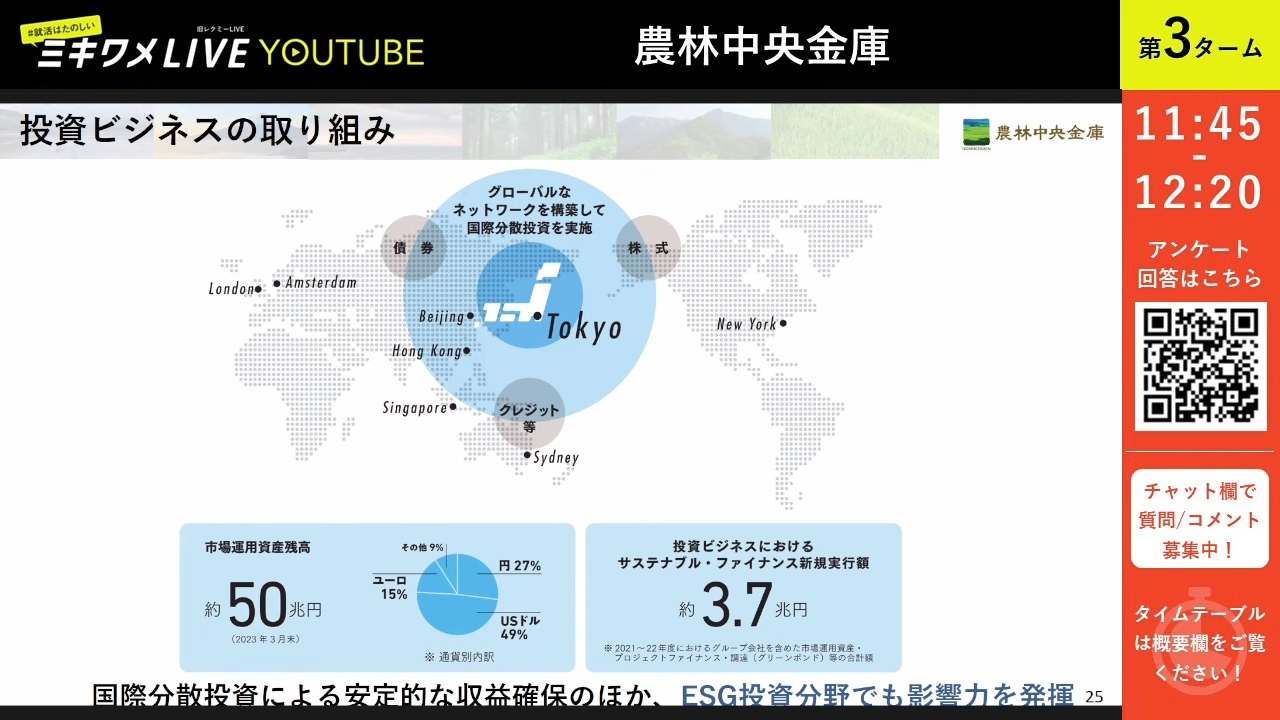 #就活はたのしい
旧レクミーLIVE
ミキワメLIVE YOUTUBE
農林中央金庫
第3ターム
11:45
-
12:20
アンケート
回答はこちら
チャット欄で
質問/コメント
募集中！
タイムテーブル
は概要欄をご覧
ください！
投資ビジネスの取り組み
農林中央金庫
グローバルな
ネットワークを構築して
国際分散投資を実施
債券
株式
London
Amsterdam
Beijing
Tokyo
New York
Hong Kong
Singapore
クレジット
等
Sydney
市場運用資産残高
約50兆円
（2023年3月末）
その他 9%
円 27%
ユーロ
15%
USドル
49%
※ 通貨別内訳
投資ビジネスにおける
サステナブル・ファイナンス新規実行額
約3.7兆円
※ 2021〜22年度におけるグループ会社を含めた市場運用資産・
プロジェクトファイナンス・調達（グリーンボンド）等の合計額
国際分散投資による安定的な収益確保のほか、ESG投資分野でも影響力を発揮
25